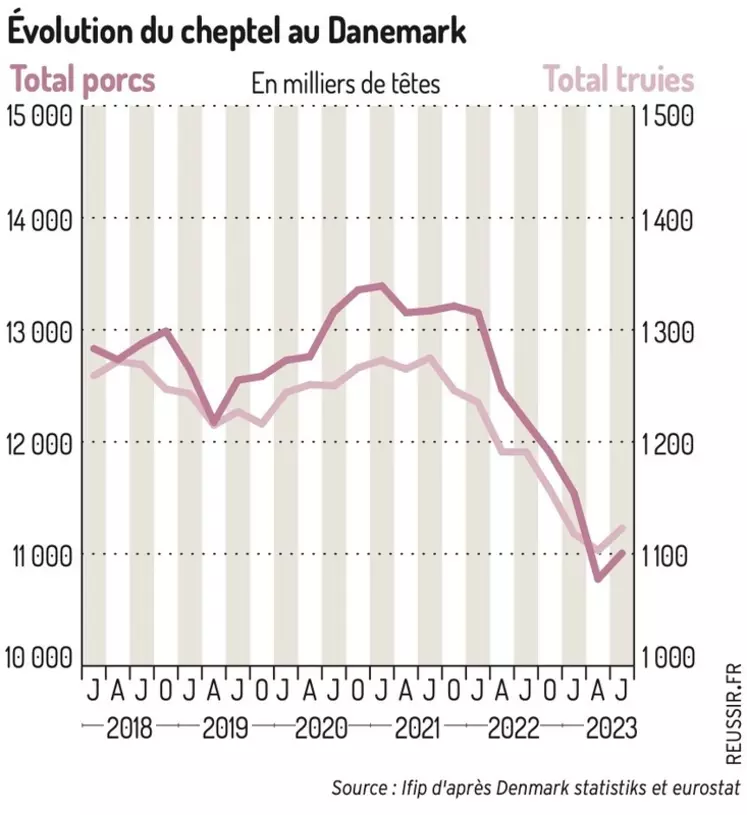 Évolution du cheptel au Danemark
Total porcs En milliers de têtes Total truies
15 000 1 500
14 000 1 400
13 000 1 300
12 000 1 200
11 000 1 100
10 000 1 000
J A J O J A J O J A J O J A J O J A J O J A J
2018 2019 2020 2021 2022 2023
REUSSIR.FR
Source : Ifip d'après Denmark statistiks et eurostat